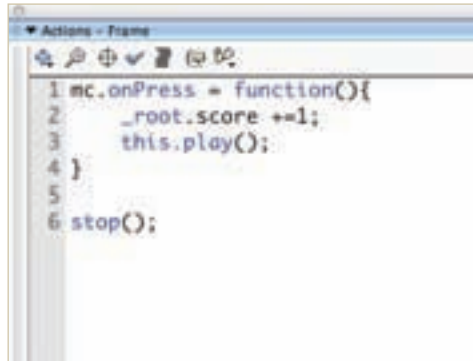 Actions - Frame
1 mc.onPress = function(){
2 _root.score +=1;
3 this.play();
4 }
5
6 stop();